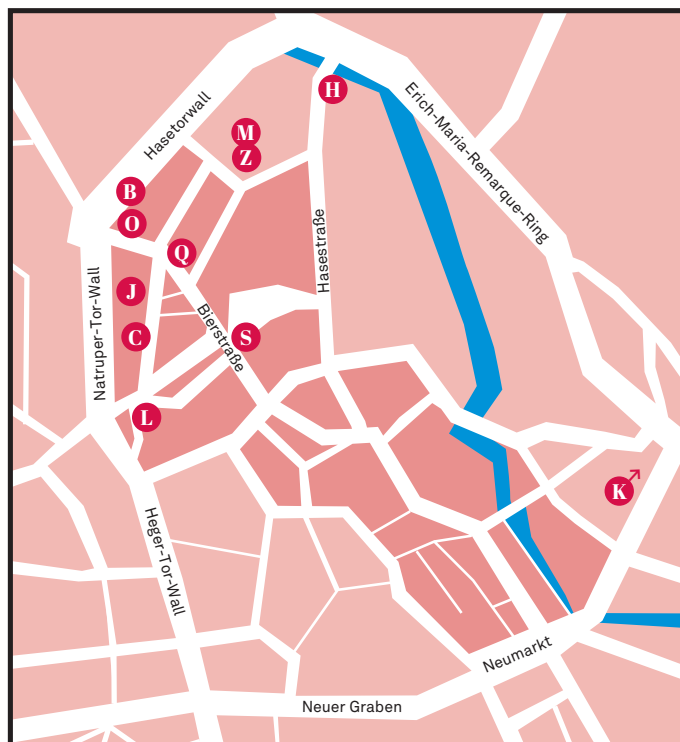 H
Hasetorwall
M
Z
Erich-Maria-Remarque-Ring
B
O
Q
Hasestraße
J
Natruper-Tor-Wall
Bierstraße
C
S
L
K
Heger-Tor-Wall
Neumarkt
Neuer Graben